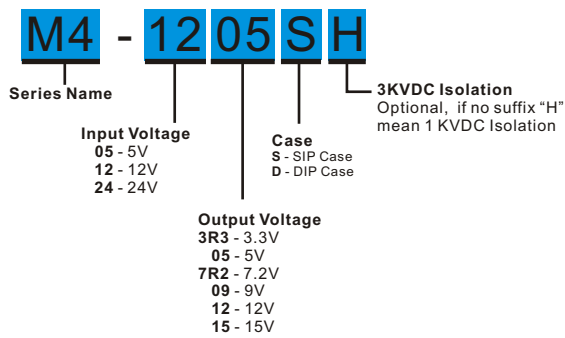 M4 - 12 05 S H
Series Name
Input Voltage
05 - 5V
12 - 12V
24 - 24V
Output Voltage
3R3 - 3.3V
05 - 5V
7R2 - 7.2V
09 - 9V
12 - 12V
15 - 15V
Case
S - SIP Case
D - DIP Case
3KVDC Isolation
Optional, if no suffix “H”
mean 1 KVDC Isolation